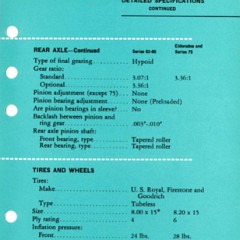 DETAILED SPECIFICATIONS
CONTINUED
REAR AXLE—Continued Series 62-60 Eldorados and Series 75
Type of final gearing. Hypoid
Gear ratio:
Standard 3.07:1 3.36:1
Optional 3.36:1
Pinion adjustment (except 75) None
Pinion bearing adjustment None (Preloaded)
Are pinion bearings in sleeve? No
Backlash between pinion and
ring gear .003"-.010"
Rear axle pinion shaft:
Front bearing, type Tapered roller
Rear bearing, type Tapered roller
TIRES AND WHEELS
Tires:
Make U. S. Royal, Firestone and
Goodrich
Type Tubeless
Size 8.00 x 15* 8.20 x 15
Ply rating 4 6
Inflation pressure:
Front 24 lbs. 28 lbs.